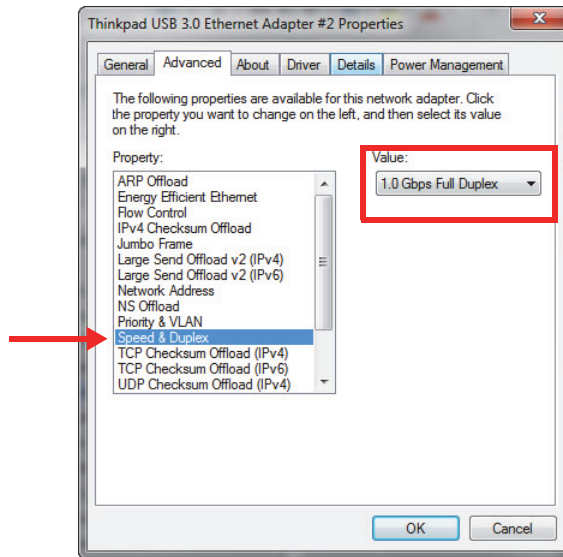 Thinkpad USB 3.0 Ethernet Adapter #2 Properties
General Advanced About Driver Details Power Management
The following properties are available for this network adapter. Click
the property you want to change on the left, and then select its value
on the right.
Property:
Value:
ARP Offload
Energy Efficient Ethernet
Flow Control
IPv4 Checksum Offload
Jumbo Frame
Large Send Offload v2 (IPv4)
Large Send Offload v2 (IPv6)
Network Address
NS Offload
Priority & VLAN
Speed & Duplex
TCP Checksum Offload (IPv4)
TCP Checksum Offload (IPv6)
UDP Checksum Offload (IPv4)
1.0 Gbps Full Duplex
OK Cancel